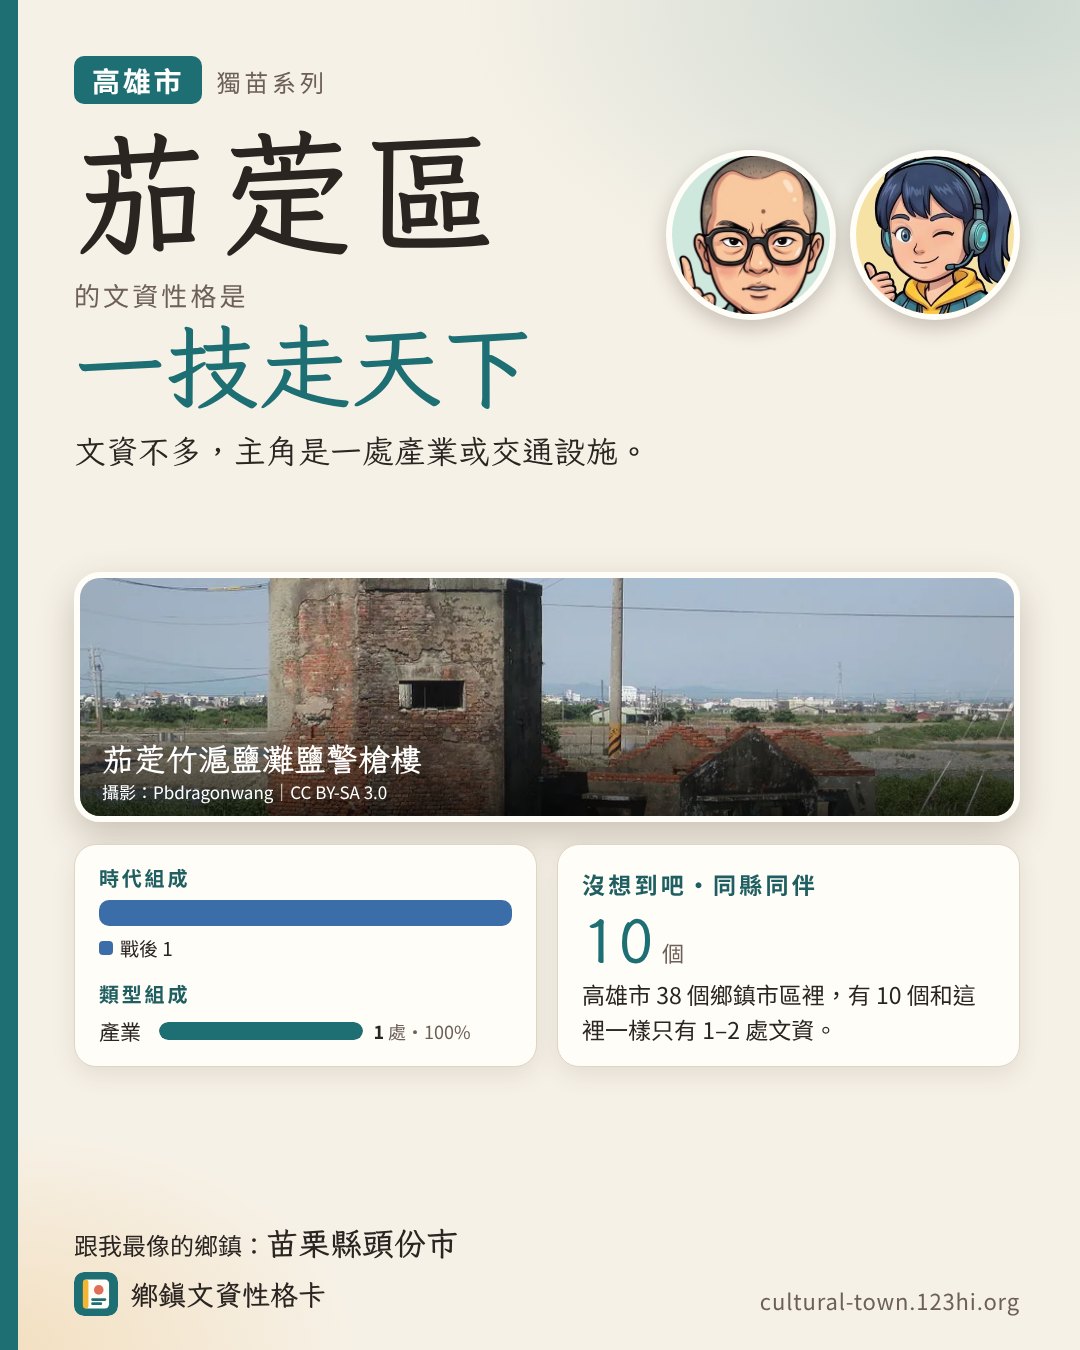 高雄市 獨苗系列
茄萣區
的文資性格是
一技走天下
文資不多，主角是一處產業或交通設施。
茄萣竹滬鹽灘鹽警槍樓
攝影：Pbdragonwang｜CC BY-SA 3.0
時代組成
戰後 1
類型組成
產業 1 處・100%
沒想到吧・同縣同伴
10 個
高雄市 38 個鄉鎮市區裡，有 10 個和這
裡一樣只有 1–2 處文資。
跟我最像的鄉鎮：苗栗縣頭份市
鄉鎮文資性格卡
cultural-town.123hi.org